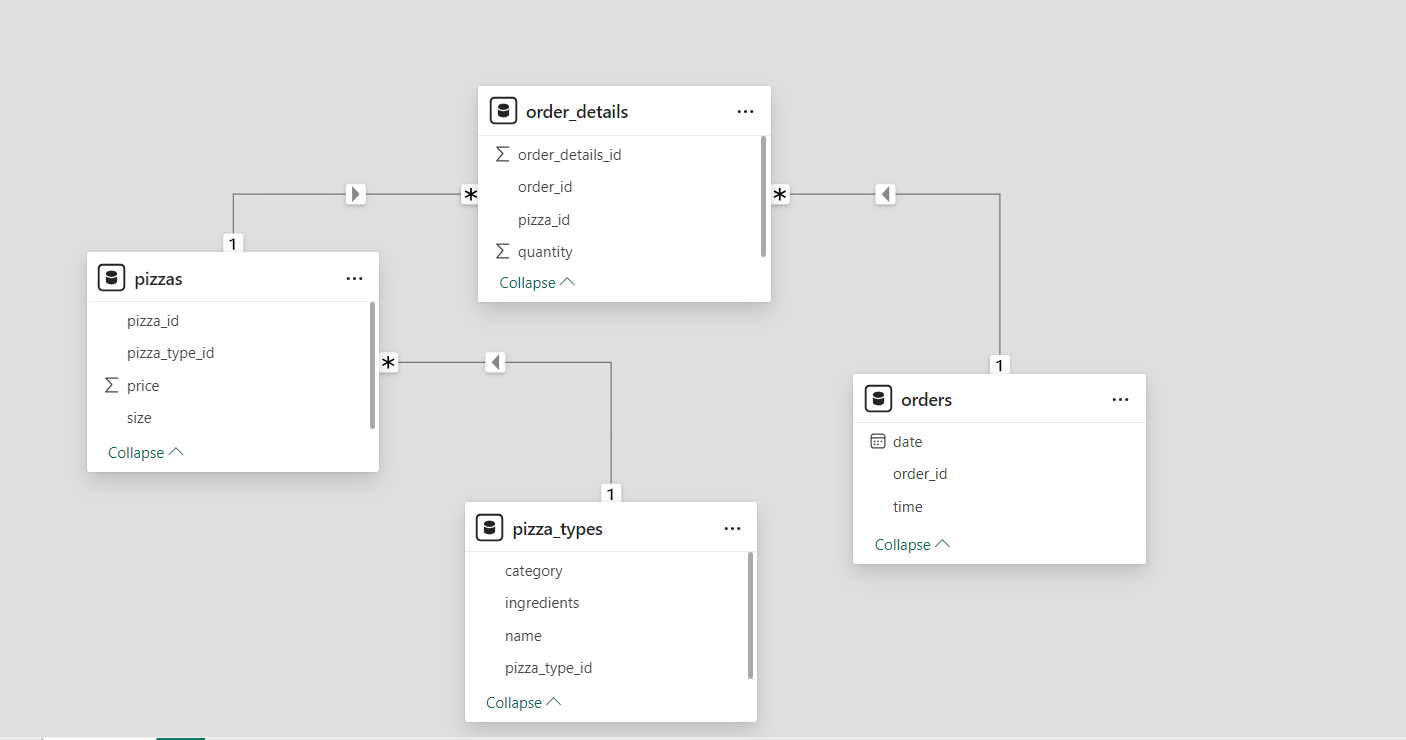 order_details
Σ order_details_id
order_id
pizza_id
Σ quantity
Collapse
*
*
1
pizzas
pizza_id
pizza_type_id
Σ price
size
Collapse
*
1
orders
date
order_id
time
Collapse
1
pizza_types
category
ingredients
name
pizza_type_id
Collapse